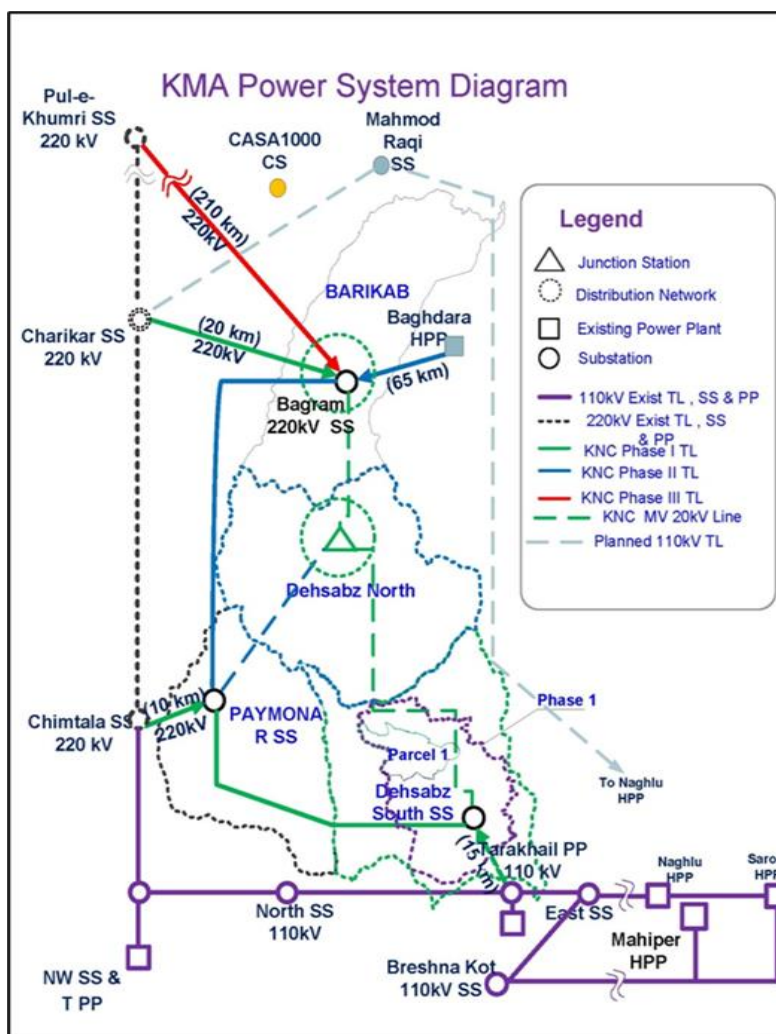 KMA Power System Diagram
Pul-e-
Khumri SS
220 kV
CASA1000
CS
Mahmod
Raqi
SS
(210 km)
220kV
BARIKAB
Baghdara
HPP
Charikar SS
220 kV
(20 km)
220kV
(65 km)
Bagram
220kV SS
Legend
Junction Station
Distribution Network
Existing Power Plant
Substation
110kV Exist TL , SS & PP
220kV Exist TL , SS
& PP
KNC Phase I TL
KNC Phase II TL
KNC Phase III TL
KNC MV 20kV Line
Planned 110kV TL
Dehsabz North
Chimtala SS
220 kV
(10 km)
220kV
PAYMONA
R SS
Phase 1
Parcel 1
Dehsabz
South SS
To Naghlu
HPP
(15 km)
Tarakhail PP
110 kV
North SS
110kV
East SS
Naghlu
HPP
Saro
HPP
Mahiper
HPP
NW SS &
T PP
Breshna Kot
110kV SS